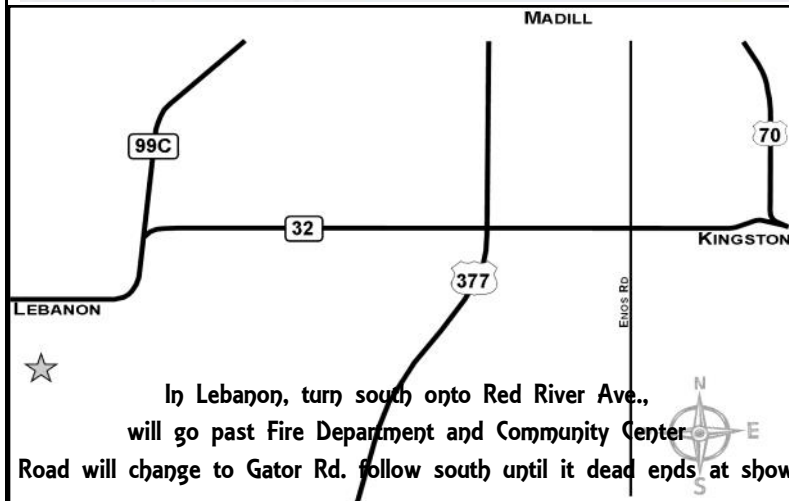 MADILL
99C
70
32
KINGSTON
377
ENOS RD
LEBANON
In Lebanon, turn south onto Red River Ave.,
N
will go past Fire Department and Community Center
E
Road will change to Gator Rd. follow south until it dead ends at show
S